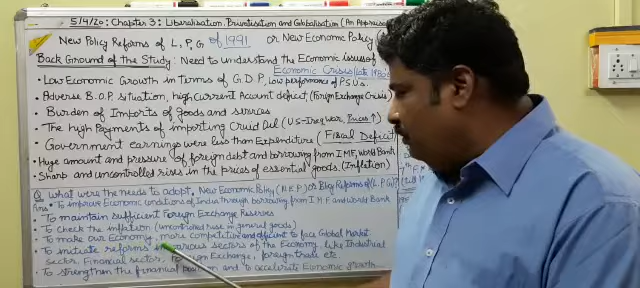 5/4/20: Chapter 3: Liberalisation, Privatisation and Globalisation (An Appraisal
New Policy Reforms of L, P, G of 1991 or New Economic Policy
Back Ground of the Study: Need to understand the Economic issues of
Economic Crisis (late 1980s
• Low Economic Growth in terms of G.D.P, Low performance of P.S.U.s.
• Adverse B.O.P situation, high Current Account deficit (Foreign Exchange Crisis)
• Burden of Imports of Goods and services
• The high Payments of importing Cruid Oil (U.S-Iraq war, Prices ↑)
• Government earnings were less than Expenditure (Fiscal Deficit
• Huge amount and pressure of foreign debt and borrowing from IMF, World Bank
• Sharp and uncontrolled rises in the prices of essential goods. (Inflation)
Q. What were the needs to adopt, New Economic Policy (N.E.P) or Policy Reforms of (L.P.G)?
Ans: • To improve Economic Conditions of India through borrowing from IMF and World Bank
• To maintain sufficient Foreign Exchange Reserves
• To check the inflation (uncontrolled rise in general goods)
• To make our Economy, more competitive and efficient to face Global Market
• To initiate reforms in various sectors of the Economy, like Industrial
Sector, Financial sector, Foreign Exchange, foreign trade etc
• To strengthen the financial position and to accelerate Economic growth